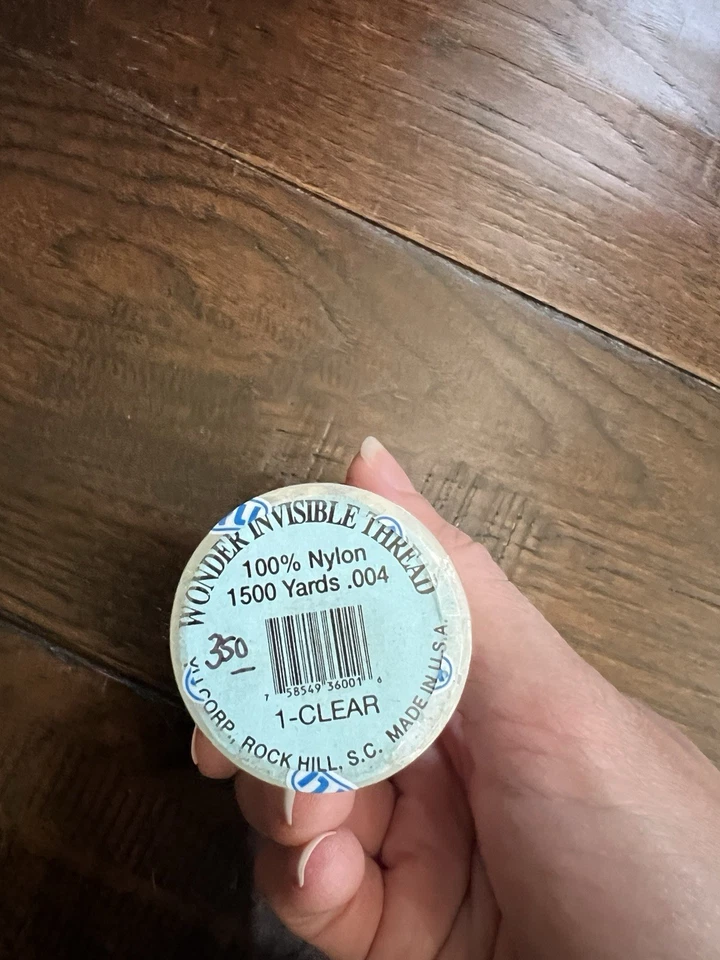 WONDER INVISIBLE THREAD
100% Nylon
1500 Yards .004
350
7 58549 36001 6
1-CLEAR
CORP., ROCK HILL, S.C. MADE IN U.S.A.